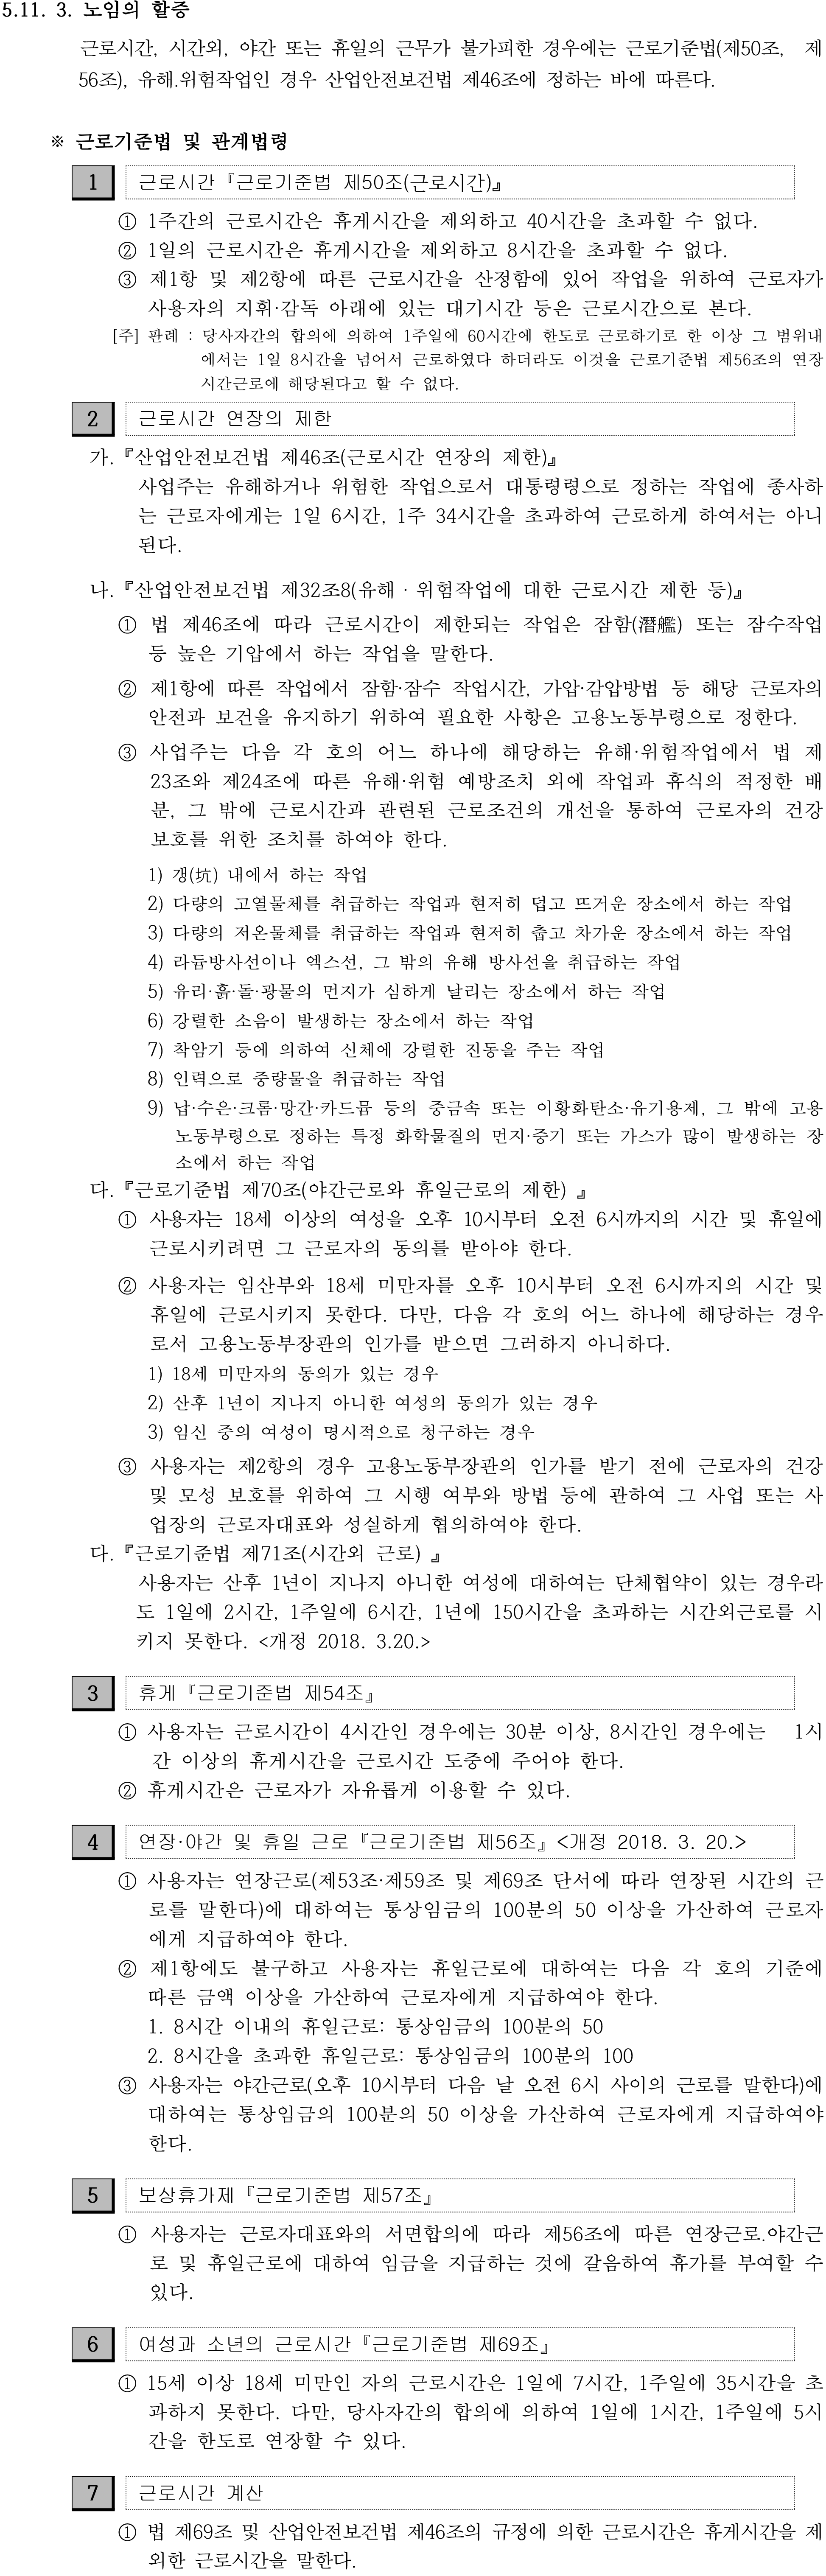 5.11. 3. 노임의 할증
근로시간, 시간외, 야간 또는 휴일의 근무가 불가피한 경우에는 근로기준법(제50조, 제
56조), 유해.위험작업인 경우 산업안전보건법 제46조에 정하는 바에 따른다.
※ 근로기준법 및 관계법령
1 근로시간『근로기준법 제50조(근로시간)』
① 1주간의 근로시간은 휴게시간을 제외하고 40시간을 초과할 수 없다.
② 1일의 근로시간은 휴게시간을 제외하고 8시간을 초과할 수 없다.
③ 제1항 및 제2항에 따른 근로시간을 산정함에 있어 작업을 위하여 근로자가
사용자의 지휘·감독 아래에 있는 대기시간 등은 근로시간으로 본다.
[주] 판례 : 당사자간의 합의에 의하여 1주일에 60시간에 한도로 근로하기로 한 이상 그 범위내
에서는 1일 8시간을 넘어서 근로하였다 하더라도 이것을 근로기준법 제56조의 연장
시간근로에 해당된다고 할 수 없다.
2 근로시간 연장의 제한
가.『산업안전보건법 제46조(근로시간 연장의 제한)』
사업주는 유해하거나 위험한 작업으로서 대통령령으로 정하는 작업에 종사하
는 근로자에게는 1일 6시간, 1주 34시간을 초과하여 근로하게 하여서는 아니
된다.
나.『산업안전보건법 제32조8(유해 · 위험작업에 대한 근로시간 제한 등)』
① 법 제46조에 따라 근로시간이 제한되는 작업은 잠함(潛艦) 또는 잠수작업
등 높은 기압에서 하는 작업을 말한다.
② 제1항에 따른 작업에서 잠함·잠수 작업시간, 가압·감압방법 등 해당 근로자의
안전과 보건을 유지하기 위하여 필요한 사항은 고용노동부령으로 정한다.
③ 사업주는 다음 각 호의 어느 하나에 해당하는 유해·위험작업에서 법 제
23조와 제24조에 따른 유해·위험 예방조치 외에 작업과 휴식의 적정한 배
분, 그 밖에 근로시간과 관련된 근로조건의 개선을 통하여 근로자의 건강
보호를 위한 조치를 하여야 한다.
1) 갱(坑) 내에서 하는 작업
2) 다량의 고열물체를 취급하는 작업과 현저히 덥고 뜨거운 장소에서 하는 작업
3) 다량의 저온물체를 취급하는 작업과 현저히 춥고 차가운 장소에서 하는 작업
4) 라듐방사선이나 엑스선, 그 밖의 유해 방사선을 취급하는 작업
5) 유리·흙·돌·광물의 먼지가 심하게 날리는 장소에서 하는 작업
6) 강렬한 소음이 발생하는 장소에서 하는 작업
7) 착암기 등에 의하여 신체에 강렬한 진동을 주는 작업
8) 인력으로 중량물을 취급하는 작업
9) 납·수은·크롬·망간·카드뮴 등의 중금속 또는 이황화탄소·유기용제, 그 밖에 고용
노동부령으로 정하는 특정 화학물질의 먼지·증기 또는 가스가 많이 발생하는 장
소에서 하는 작업
다.『근로기준법 제70조(야간근로와 휴일근로의 제한) 』
① 사용자는 18세 이상의 여성을 오후 10시부터 오전 6시까지의 시간 및 휴일에
근로시키려면 그 근로자의 동의를 받아야 한다.
② 사용자는 임산부와 18세 미만자를 오후 10시부터 오전 6시까지의 시간 및
휴일에 근로시키지 못한다. 다만, 다음 각 호의 어느 하나에 해당하는 경우
로서 고용노동부장관의 인가를 받으면 그러하지 아니하다.
1) 18세 미만자의 동의가 있는 경우
2) 산후 1년이 지나지 아니한 여성의 동의가 있는 경우
3) 임신 중의 여성이 명시적으로 청구하는 경우
③ 사용자는 제2항의 경우 고용노동부장관의 인가를 받기 전에 근로자의 건강
및 모성 보호를 위하여 그 시행 여부와 방법 등에 관하여 그 사업 또는 사
업장의 근로자대표와 성실하게 협의하여야 한다.
다.『근로기준법 제71조(시간외 근로) 』
사용자는 산후 1년이 지나지 아니한 여성에 대하여는 단체협약이 있는 경우라
도 1일에 2시간, 1주일에 6시간, 1년에 150시간을 초과하는 시간외근로를 시
키지 못한다. <개정 2018. 3.20.>
3 휴게『근로기준법 제54조』
① 사용자는 근로시간이 4시간인 경우에는 30분 이상, 8시간인 경우에는 1시
간 이상의 휴게시간을 근로시간 도중에 주어야 한다.
② 휴게시간은 근로자가 자유롭게 이용할 수 있다.
4 연장·야간 및 휴일 근로『근로기준법 제56조』<개정 2018. 3. 20.>
① 사용자는 연장근로(제53조·제59조 및 제69조 단서에 따라 연장된 시간의 근
로를 말한다)에 대하여는 통상임금의 100분의 50 이상을 가산하여 근로자
에게 지급하여야 한다.
② 제1항에도 불구하고 사용자는 휴일근로에 대하여는 다음 각 호의 기준에
따른 금액 이상을 가산하여 근로자에게 지급하여야 한다.
1. 8시간 이내의 휴일근로: 통상임금의 100분의 50
2. 8시간을 초과한 휴일근로: 통상임금의 100분의 100
③ 사용자는 야간근로(오후 10시부터 다음 날 오전 6시 사이의 근로를 말한다)에
대하여는 통상임금의 100분의 50 이상을 가산하여 근로자에게 지급하여야
한다.
5 보상휴가제『근로기준법 제57조』
① 사용자는 근로자대표와의 서면합의에 따라 제56조에 따른 연장근로.야간근
로 및 휴일근로에 대하여 임금을 지급하는 것에 갈음하여 휴가를 부여할 수
있다.
6 여성과 소년의 근로시간『근로기준법 제69조』
① 15세 이상 18세 미만인 자의 근로시간은 1일에 7시간, 1주일에 35시간을 초
과하지 못한다. 다만, 당사자간의 합의에 의하여 1일에 1시간, 1주일에 5시
간을 한도로 연장할 수 있다.
7 근로시간 계산
① 법 제69조 및 산업안전보건법 제46조의 규정에 의한 근로시간은 휴게시간을 제
외한 근로시간을 말한다.